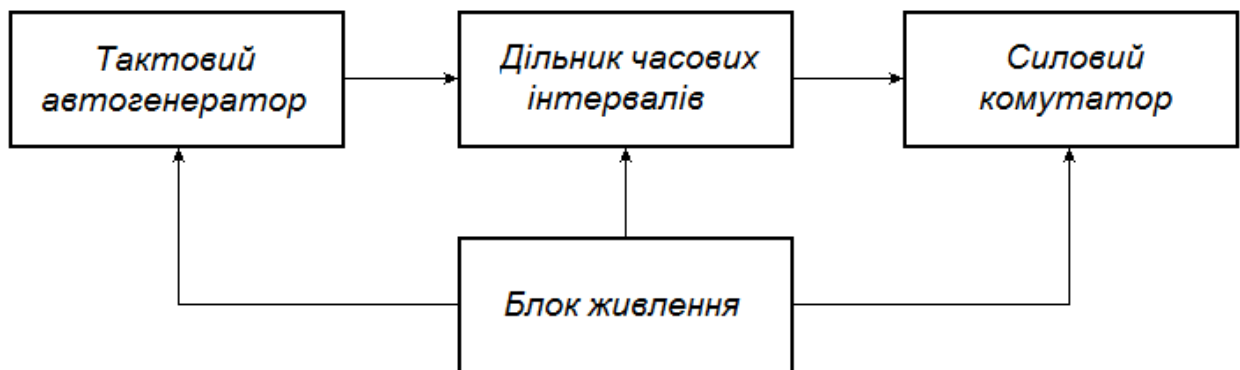 Тактовий
автогенератор
Дільник часових
інтервалів
Силовий
комутатор
Блок живлення